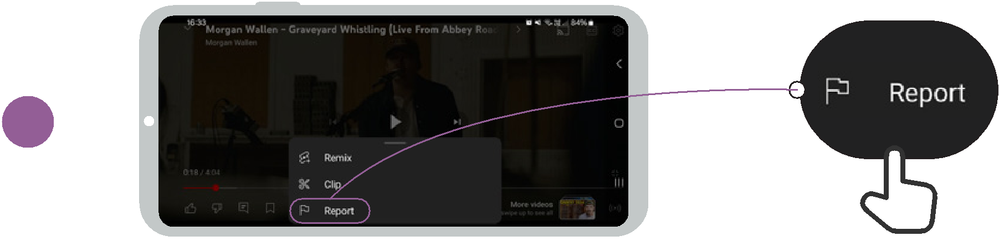 16:33
84%
Morgan Wallen - Graveyard Whistling (Live From Abbey Roac
Morgan Wallen
Remix
0:18 / 4:04
Clip
Report
More videos
swipe up to see all
Report